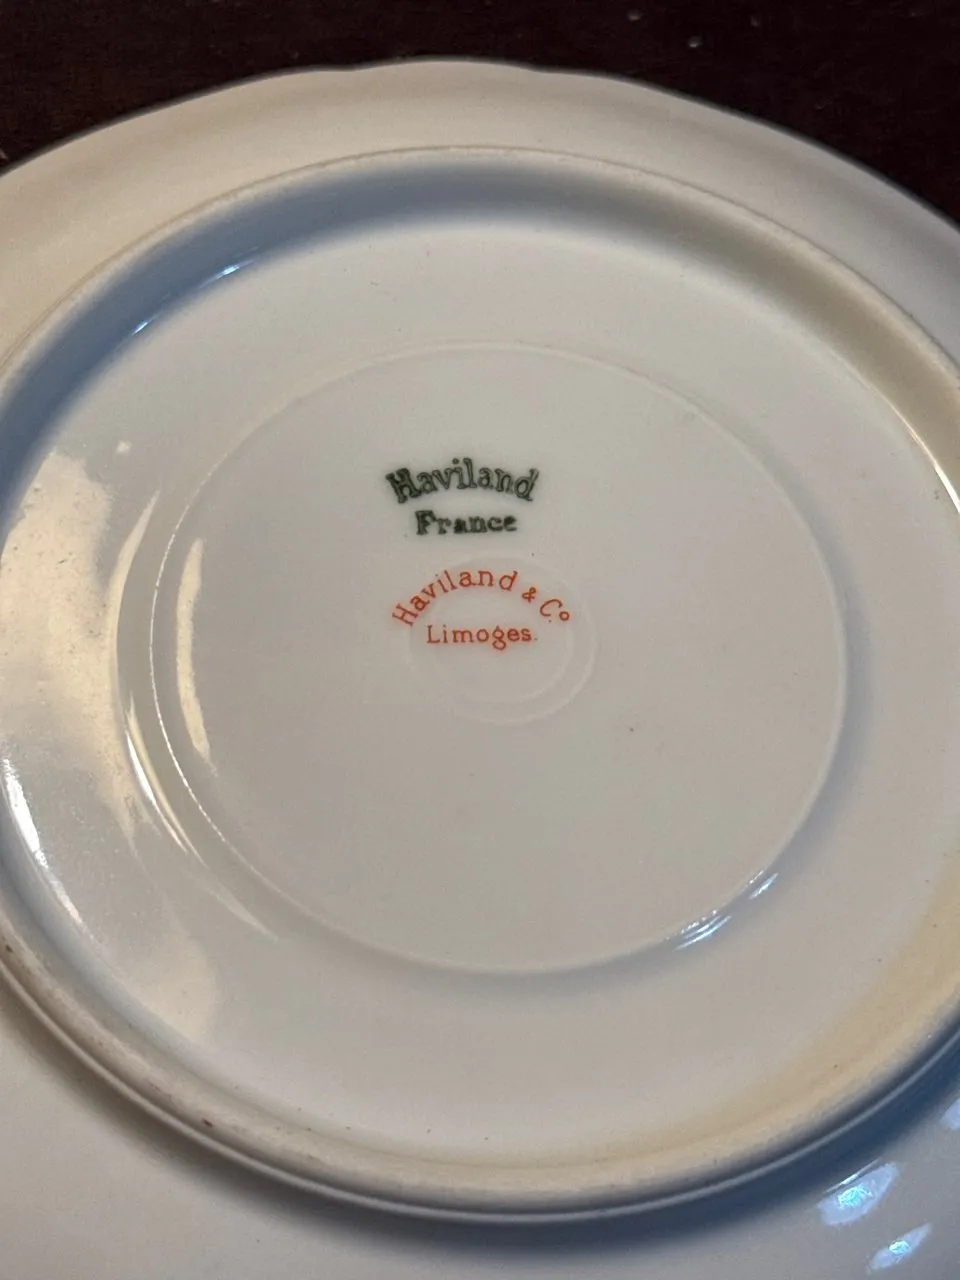 Haviland
France
Haviland & Co.
Limoges.